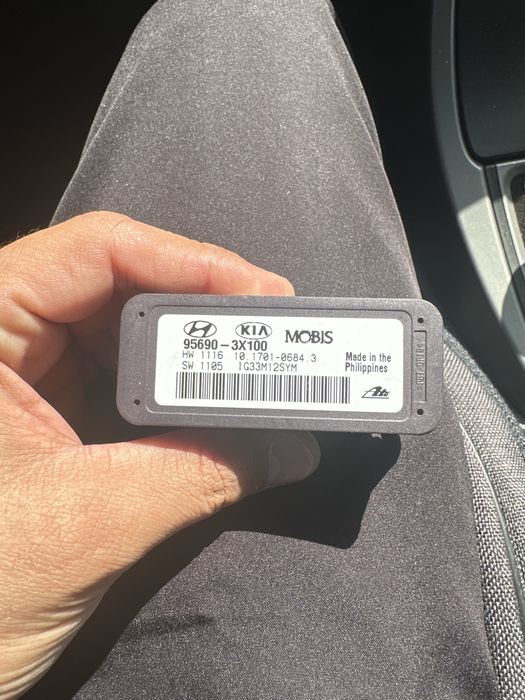 KIA MOBIS
95690-3X100
HW 1116 10.1701-0684.3 Made in the
SW 1105 IG33M12SYM Philippines